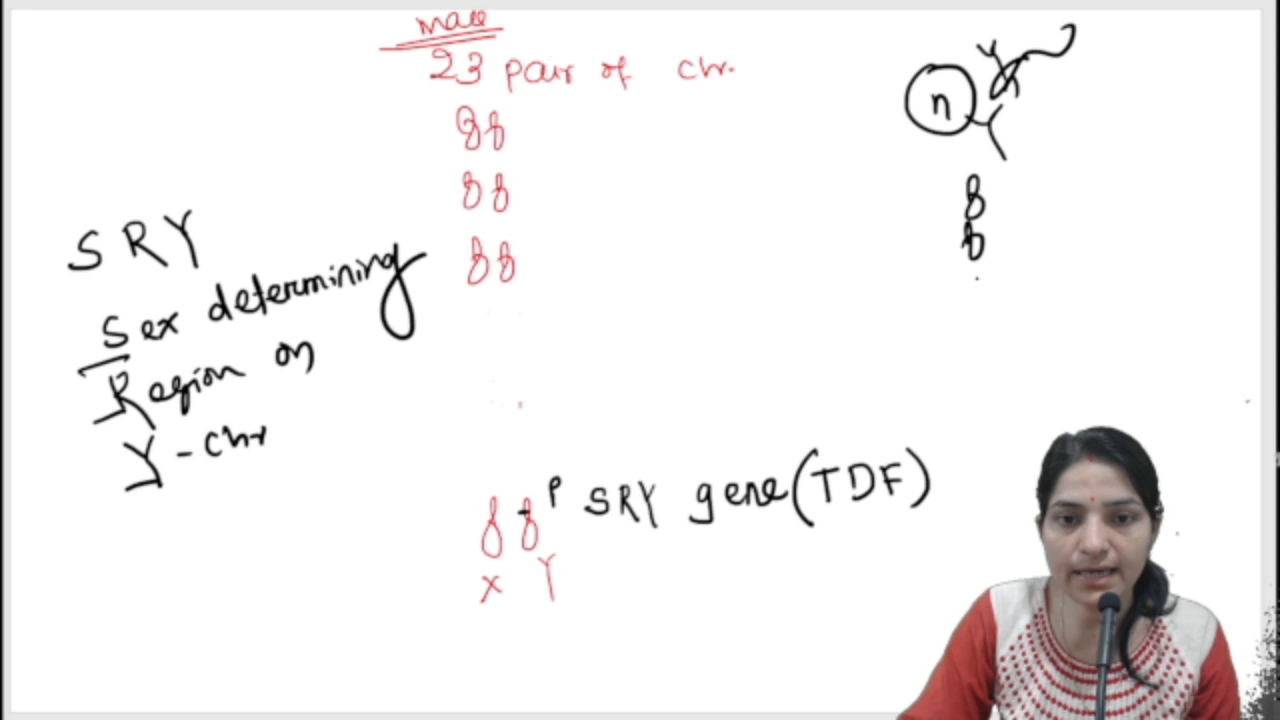 male
23 pair of chr.
n
Y
Y
SRY
Sex determining
Region on
Y-chr
P SRY gene (TDF)
X Y